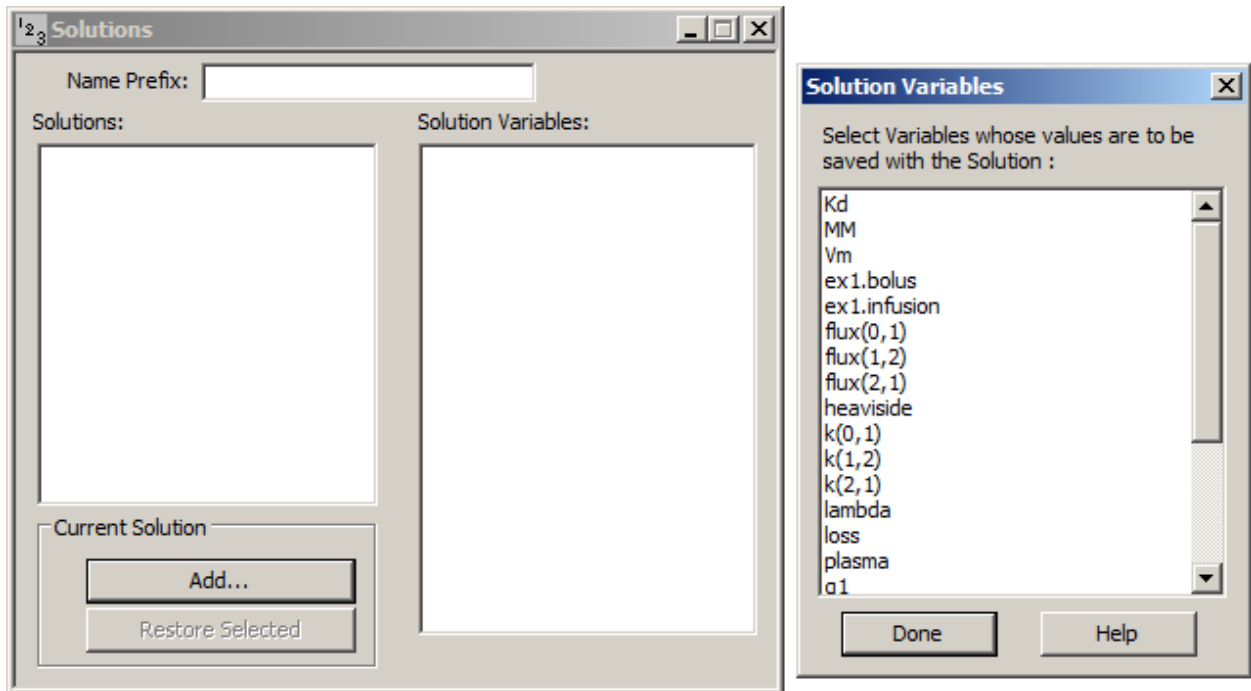 123 Solutions
Name Prefix:
Solutions:
Solution Variables:
Current Solution
Add...
Restore Selected
Solution Variables
Select Variables whose values are to be
saved with the Solution :
Kd
MM
Vm
ex1.bolus
ex1.infusion
flux(0,1)
flux(1,2)
flux(2,1)
heaviside
k(0,1)
k(1,2)
k(2,1)
lambda
loss
plasma
q1
Done
Help